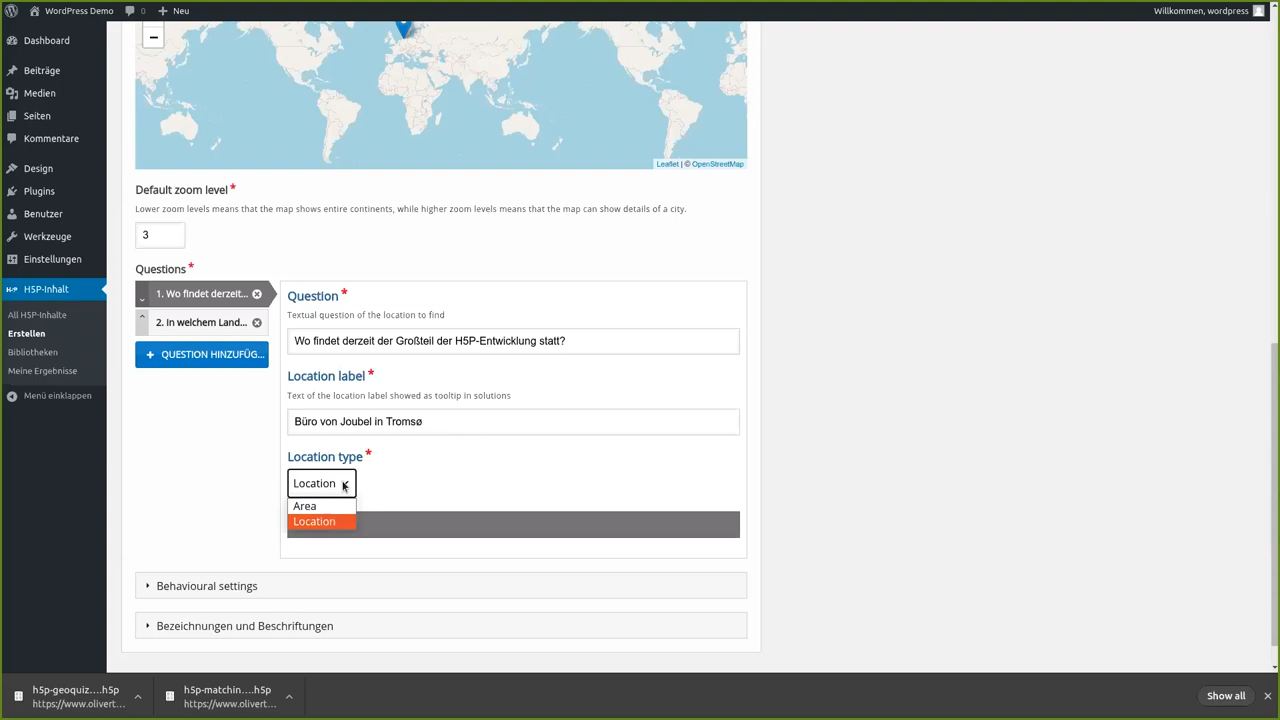 WordPress Demo
0
Neu
Willkommen, wordpress
Dashboard
Beiträge
Medien
Seiten
Kommentare
Design
Plugins
Benutzer
Werkzeuge
Einstellungen
H5P-Inhalt
All H5P-Inhalte
Erstellen
Bibliotheken
Meine Ergebnisse
Menü einklappen
−
Leaflet | © OpenStreetMap
Default zoom level *
Lower zoom levels means that the map shows entire continents, while higher zoom levels means that the map can show details of a city.
3
Questions *
1. Wo findet derzeit...
2. In welchem Land...
+ QUESTION HINZUFÜG...
Question *
Textual question of the location to find
Wo findet derzeit der Großteil der H5P-Entwicklung statt?
Location label *
Text of the location label showed as tooltip in solutions
Büro von Joubel in Tromsø
Location type *
Location
Area
Location
Behavioural settings
Bezeichnungen und Beschriftungen
h5p-geoquiz....h5p
https://www.olivert...
h5p-matchin....h5p
https://www.olivert...
Show all